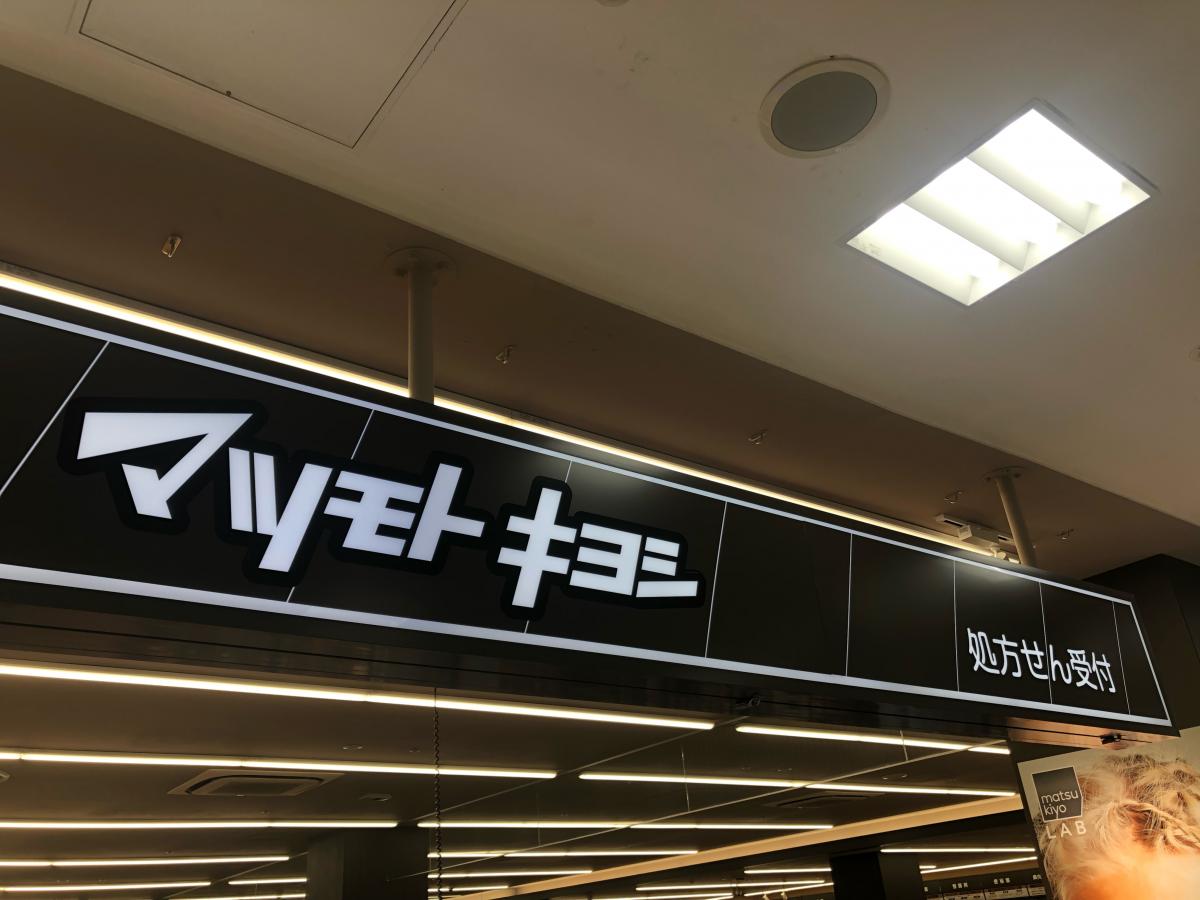 マツモトキヨシ
処方せん受付
matsu
kiyo
LAB